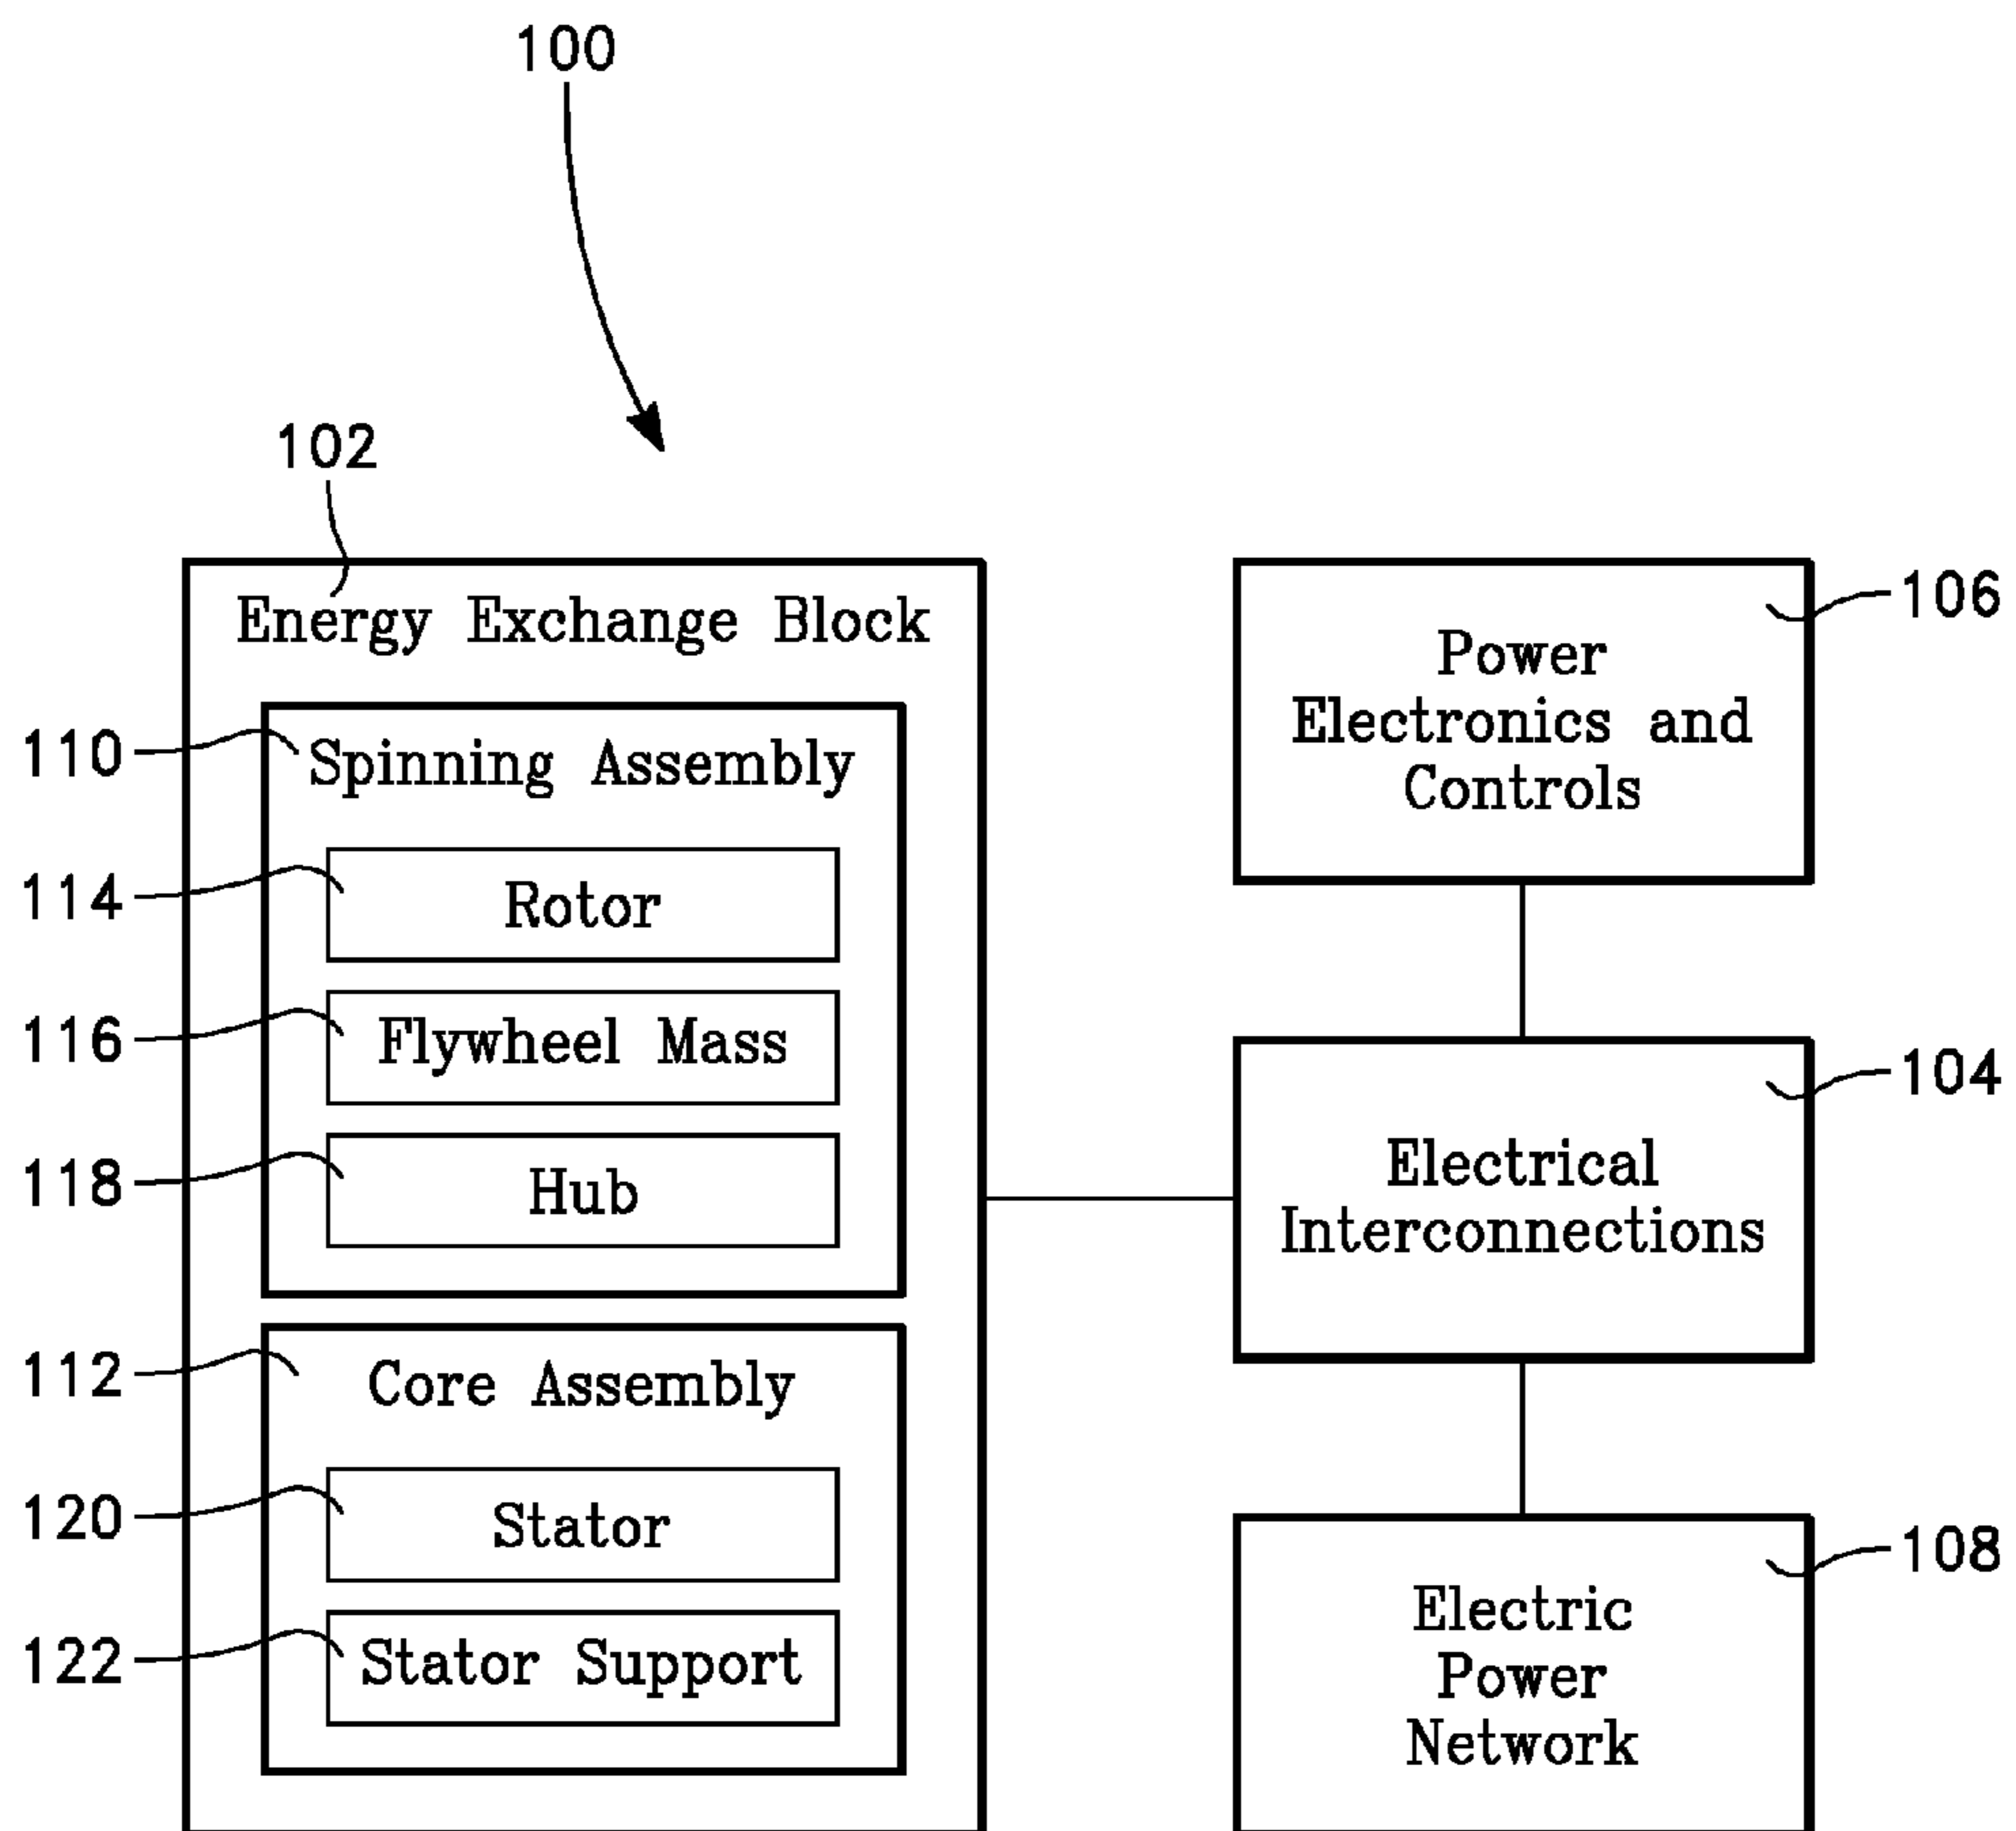 100
102
Energy Exchange Block
110
Spinning Assembly
114
Rotor
116
Flywheel Mass
118
Hub
112
Core Assembly
120
Stator
122
Stator Support
106
Power
Electronics and
Controls
104
Electrical
Interconnections
108
Electric
Power
Network